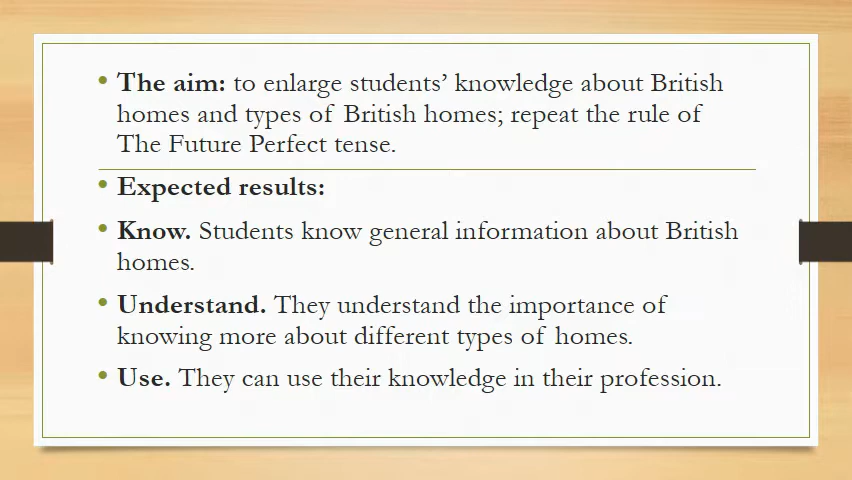 • The aim: to enlarge students’ knowledge about British
homes and types of British homes; repeat the rule of
The Future Perfect tense.
• Expected results:
• Know. Students know general information about British
homes.
• Understand. They understand the importance of
knowing more about different types of homes.
• Use. They can use their knowledge in their profession.